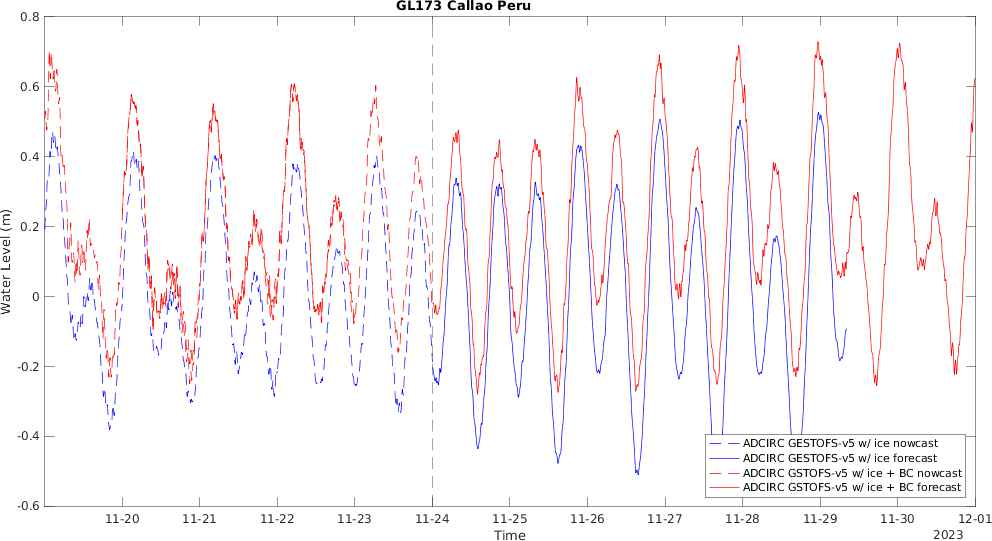 GL173 Callao Peru
0.8
0.6
0.4
0.2
0
-0.2
-0.4
-0.6
Water Level (m)
ADCIRC GESTOFS-v5 w/ ice nowcast
ADCIRC GESTOFS-v5 w/ ice forecast
ADCIRC GSTOFS-v5 w/ ice + BC nowcast
ADCIRC GSTOFS-v5 w/ ice + BC forecast
11-20 11-21 11-22 11-23 11-24 11-25 11-26 11-27 11-28 11-29 11-30 12-01
Time
2023